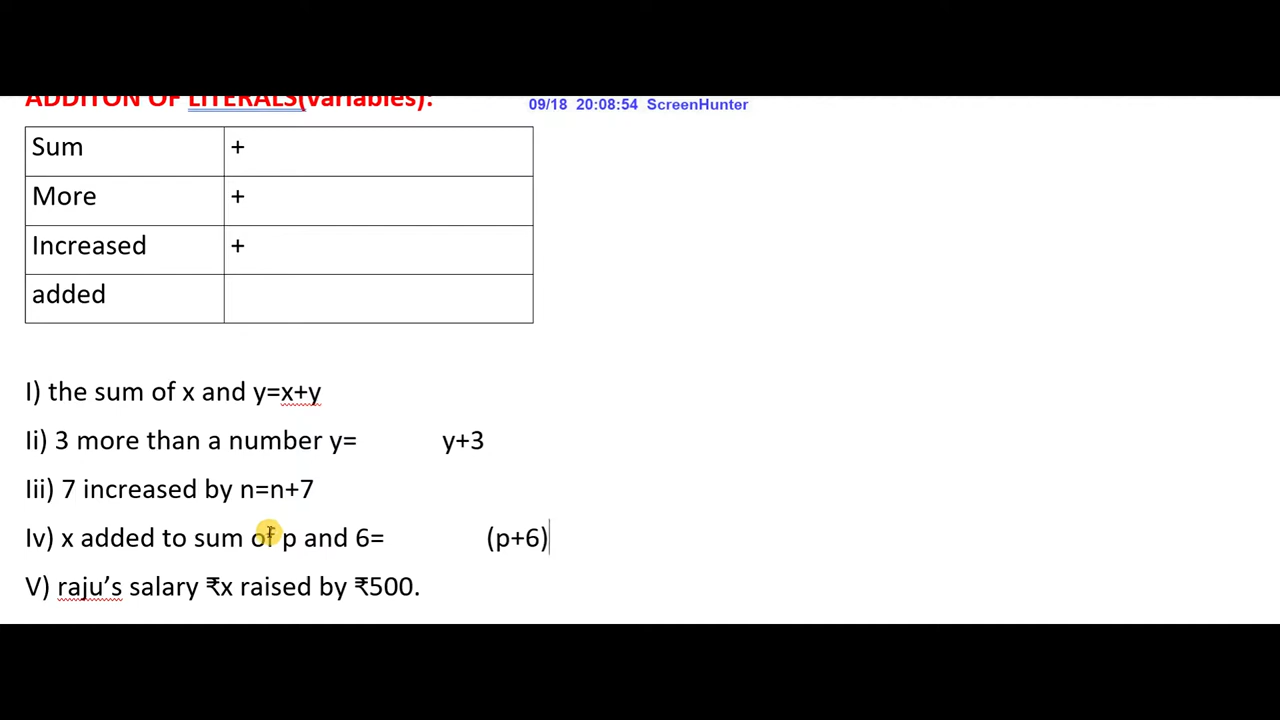 ADDITON OF LITERALS(variables):
09/18 20:08:54 ScreenHunter
Sum +
More +
Increased +
added
I) the sum of x and y=x+y
Ii) 3 more than a number y= y+3
Iii) 7 increased by n=n+7
Iv) x added to sum of p and 6= (p+6)
V) raju’s salary ₹x raised by ₹500.